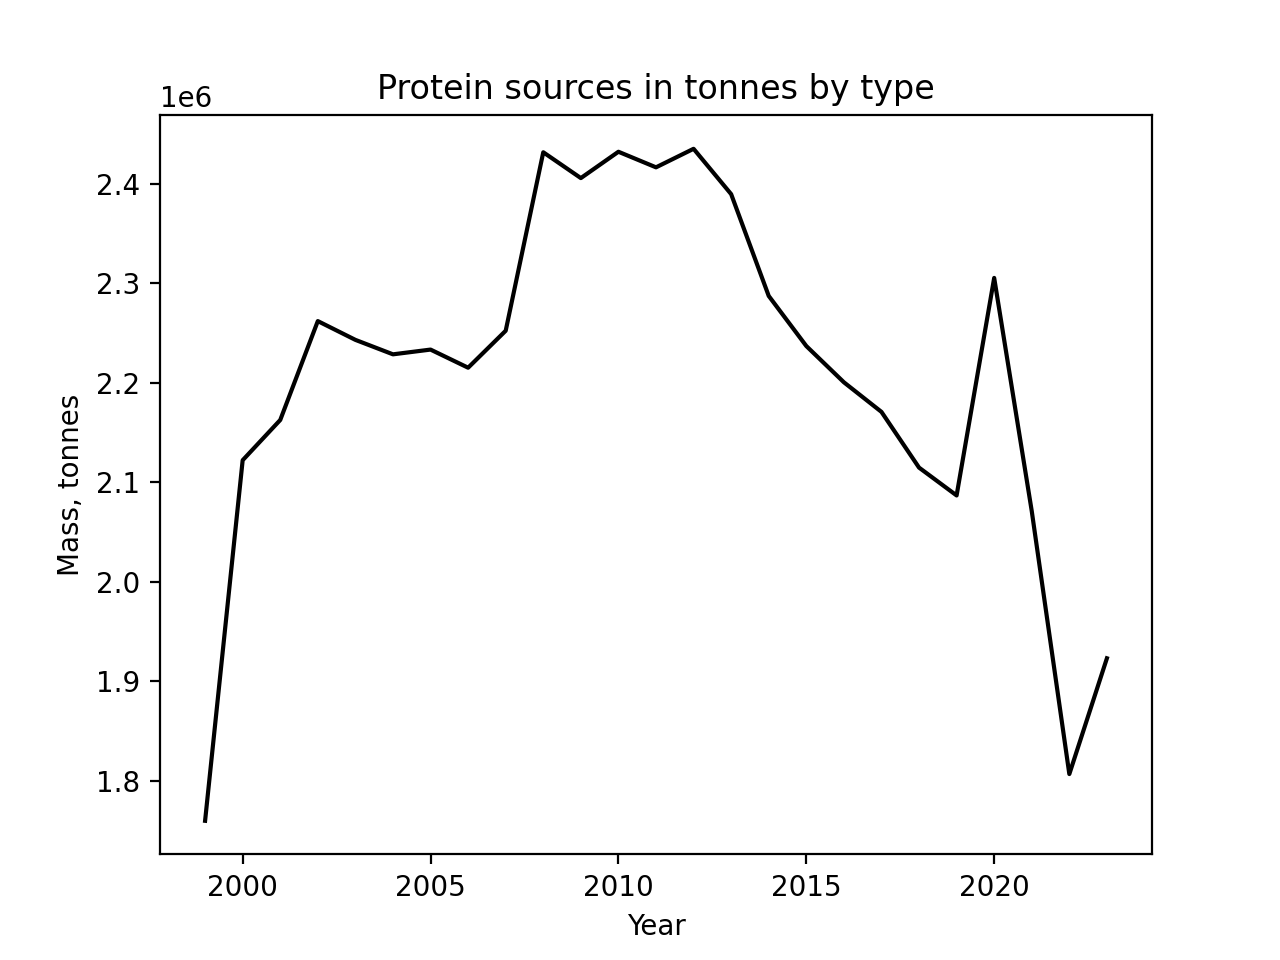 Protein sources in tonnes by type
1e6
2.4
2.3
2.2
2.1
2.0
1.9
1.8
Mass, tonnes
2000 2005 2010 2015 2020
Year